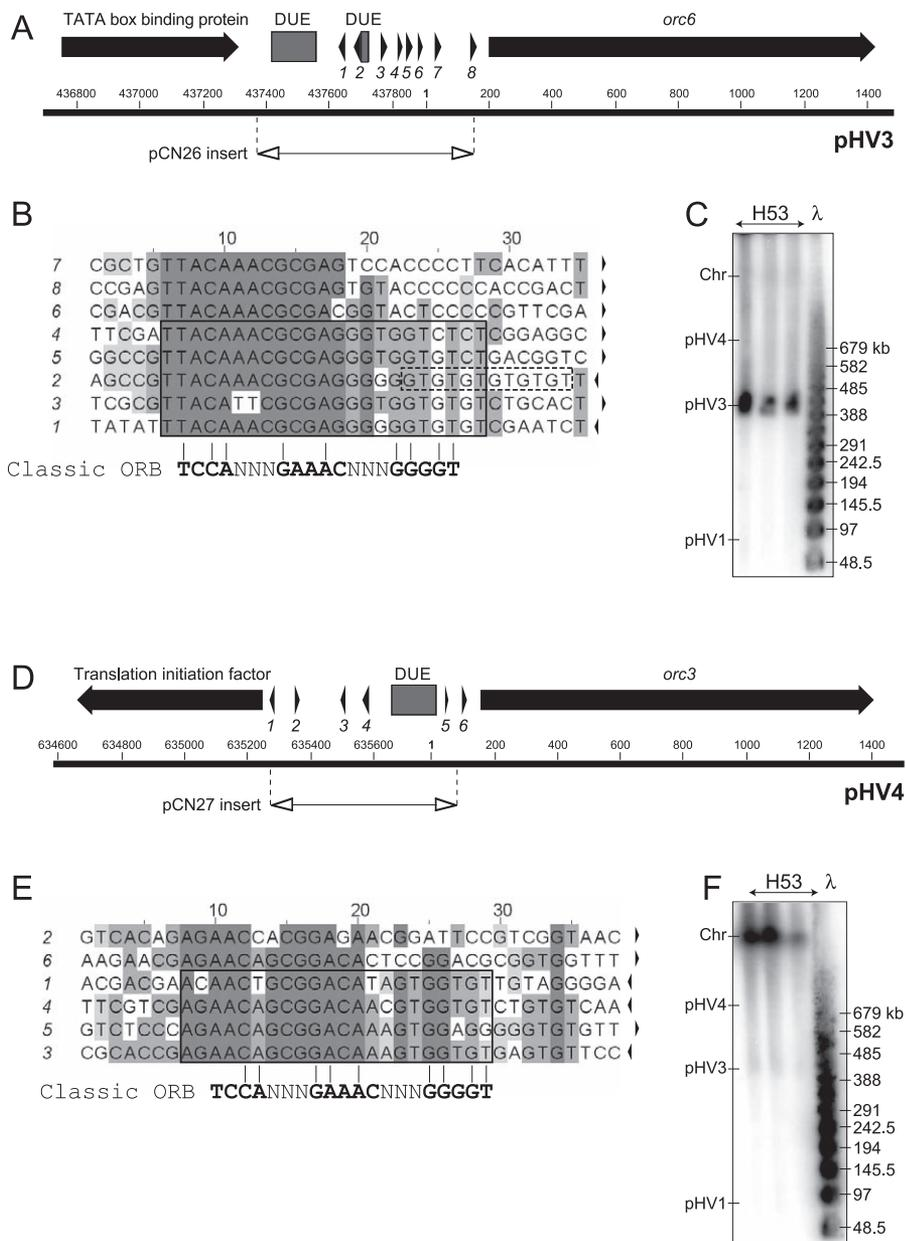 A
TATA box binding protein DUE DUE orc6
1 2 3 4 5 6 7 8
436800 437000 437200 437400 437600 437800 1 200 400 600 800 1000 1200 1400
pHV3
pCN26 insert
B
10 20 30
7 CGCTGTTACAAACGCGAGTCCACCCCTTCACATTT
8 CCGAGTTACAAACGCGAGTGTACCCCCCACCGACT
6 CGACGTTACAAACGCGACGGTACTCCCCCGTTCGA
4 TTCGATTACAAACGCGAGGGTGGTCTCTCGGAGGC
5 GGCCGTTACAAACGCGAGGGTGGTGTCTGACGGTC
2 AGCCGTTACAAACGCGAGGGGGGTGTGTGTGTGTT
3 TCGCGTTACATTCGCGAGGGTGGTGTGTCTGCACT
1 TATATTTACAAACGCGAGGGGGGTGTGTCGAATCT
Classic ORB TCCANNNGAAACNNNGGGGT
C
H53 λ
Chr
pHV4
679 kb
582
485
pHV3
388
291
242.5
194
145.5
pHV1
97
48.5
D
Translation initiation factor DUE orc3
1 2 3 4 5 6
634600 634800 635000 635200 635400 635600 1 200 400 600 800 1000 1200 1400
pHV4
pCN27 insert
E
10 20 30
2 GTCACAGAGAACCACGGAGAACGGATTCCGTCGGTAAC
6 AAGAACGAGAACAGCGGACACTCCGGACGCGGTGGTTT
1 ACGACGAACAACTGCGGACATAGTGGTGTTGTAGGGGA
4 TTCGTCGAGAACAGCGGACACCGTGGTGTCTGTGTCAA
5 GTCTCCCAGAACAGCGGACAAAGTGGAGGGGGTGTGTT
3 CGCACCGAGAACAGCGGACAAAGTGGTGTGAGTGTTCC
Classic ORB TCCANNNGAAACNNNGGGGT
F
H53 λ
Chr
pHV4
679 kb
582
485
pHV3
388
291
242.5
194
145.5
pHV1
97
48.5